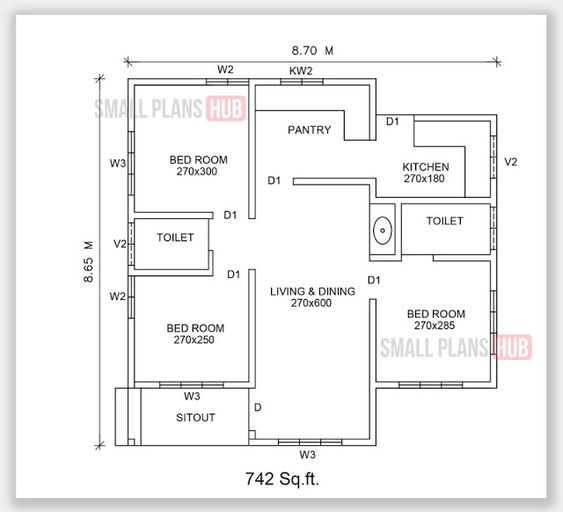 8.70 M
W2
KW2
SMALL PLANS HUB
D1
PANTRY
W3
BED ROOM
270x300
KITCHEN
270x180
V2
D1
D1
TOILET
TOILET
V2
8.65 M
D1
D1
W2
LIVING & DINING
270x600
BED ROOM
270x285
BED ROOM
270x250
SMALL PLANS HUB
W3
D
SITOUT
W3
742 Sq.ft.